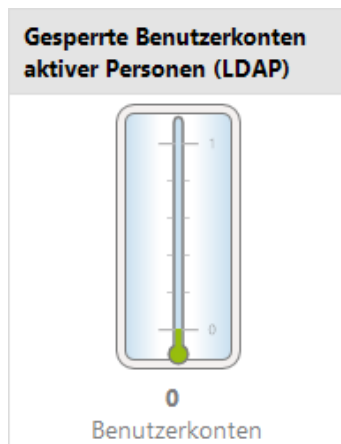 Gesperrte Benutzerkonten
aktiver Personen (LDAP)
1
0
0
Benutzerkonten